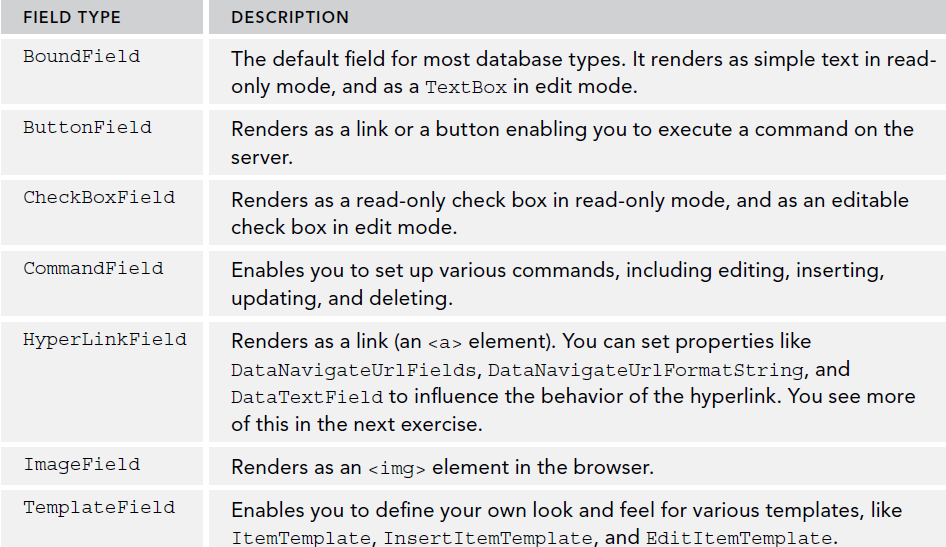 FIELD TYPE DESCRIPTION
BoundField The default field for most database types. It renders as simple text in read-
only mode, and as a TextBox in edit mode.
ButtonField Renders as a link or a button enabling you to execute a command on the
server.
CheckBoxField Renders as a read-only check box in read-only mode, and as an editable
check box in edit mode.
CommandField Enables you to set up various commands, including editing, inserting,
updating, and deleting.
HyperLinkField Renders as a link (an <a> element). You can set properties like
DataNavigateUrlFields, DataNavigateUrlFormatString, and
DataTextField to influence the behavior of the hyperlink. You see more
of this in the next exercise.
ImageField Renders as an <img> element in the browser.
TemplateField Enables you to define your own look and feel for various templates, like
ItemTemplate, InsertItemTemplate, and EditItemTemplate.